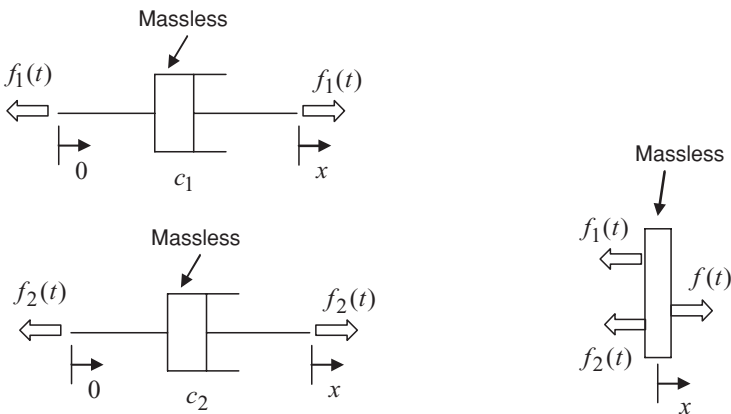 Massless
f₁(t) f₁(t)
0 c₁ x
Massless
f₂(t) f₂(t)
0 c₂ x
Massless
f₁(t)
f(t)
f₂(t)
x